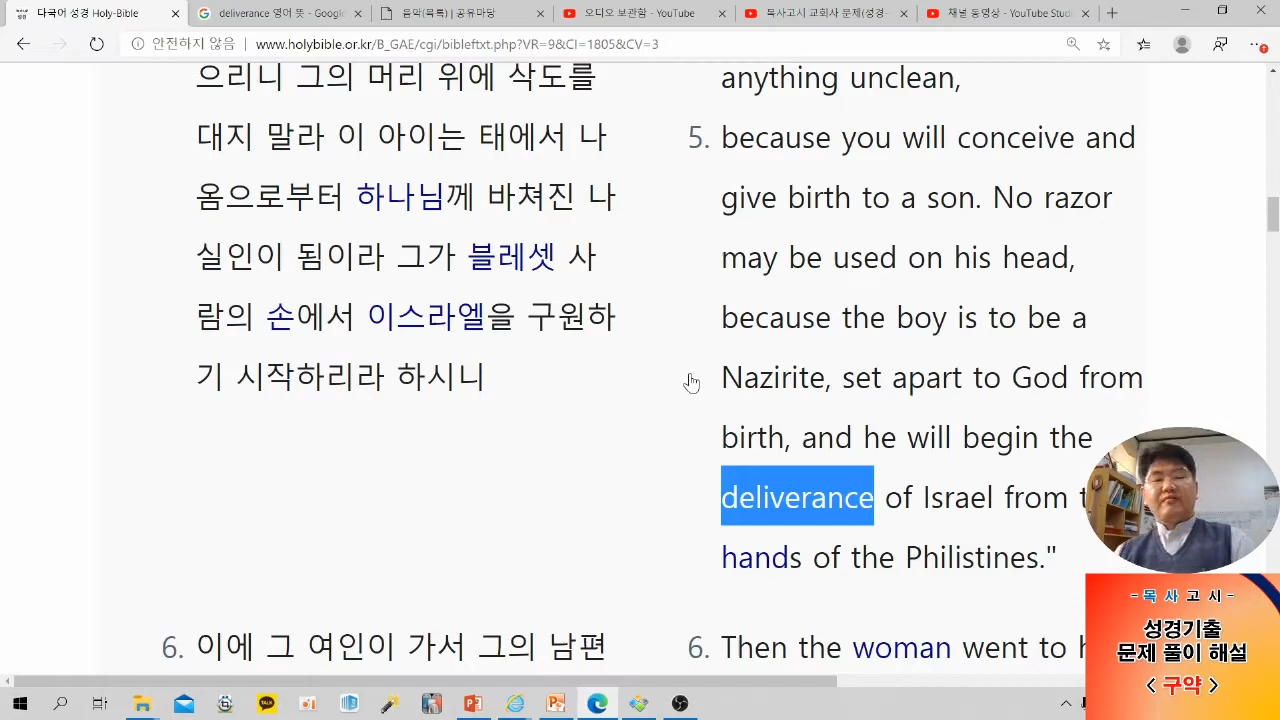 다국어 성경 Holy-Bible
deliverance 영어 뜻 - Google
음악(목록) | 공유마당
오디오 보관함 - YouTube
목사고시 교회사 문제(성경-
채널 동영상 - YouTube Studi
안전하지 않음 | www.holybible.or.kr/B_GAE/cgi/bibleftxt.php?VR=9&CI=1805&CV=3
으리니 그의 머리 위에 삭도를
대지 말라 이 아이는 태에서 나
옴으로부터 하나님께 바쳐진 나
실인이 됨이라 그가 블레셋 사
람의 손에서 이스라엘을 구원하
기 시작하리라 하시니
6. 이에 그 여인이 가서 그의 남편
anything unclean,
5. because you will conceive and
give birth to a son. No razor
may be used on his head,
because the boy is to be a
Nazirite, set apart to God from
birth, and he will begin the
deliverance of Israel from
hands of the Philistines."
6. Then the woman went to
- 목 사 고 시 -
성경기출
문제 풀이 해설
< 구약 >